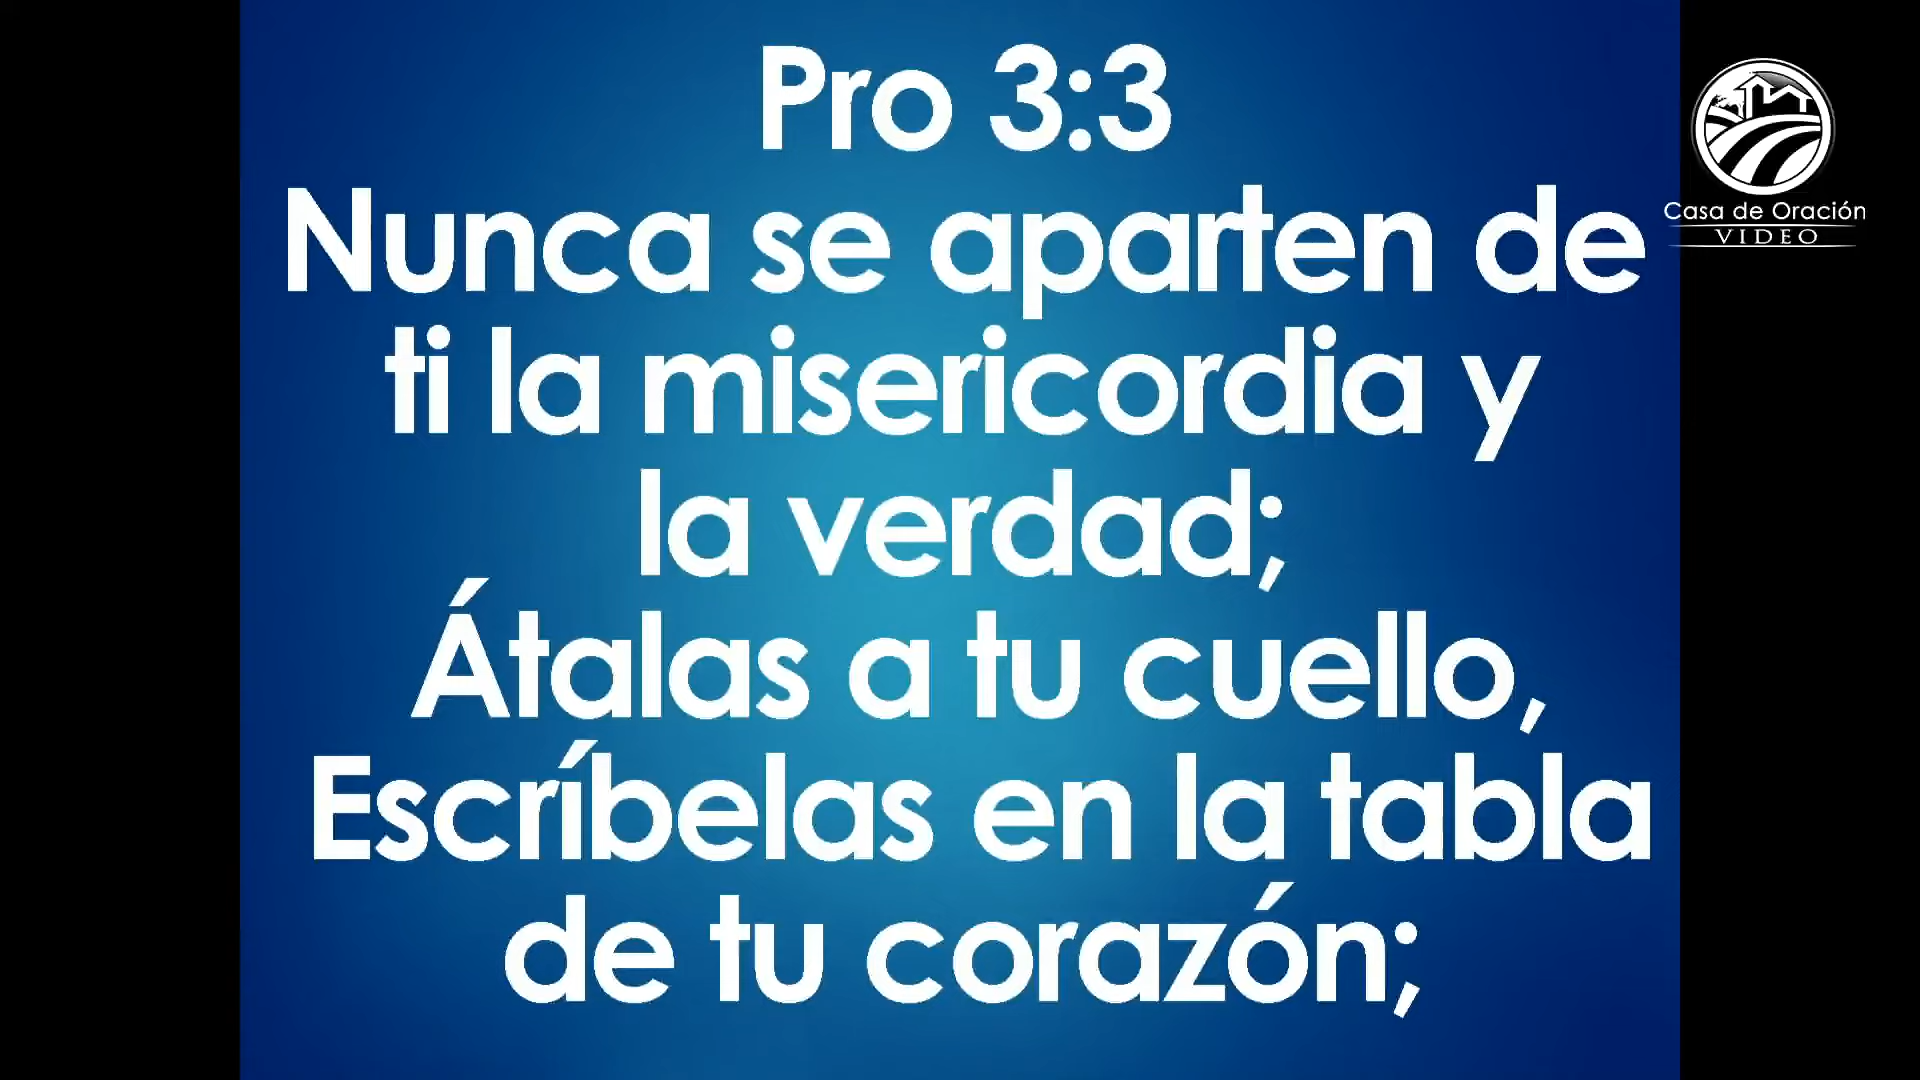 Pro 3:3
Nunca se aparten de
ti la misericordia y
la verdad;
Átalas a tu cuello,
Escríbelas en la tabla
de tu corazón;
Casa de Oración
VIDEO